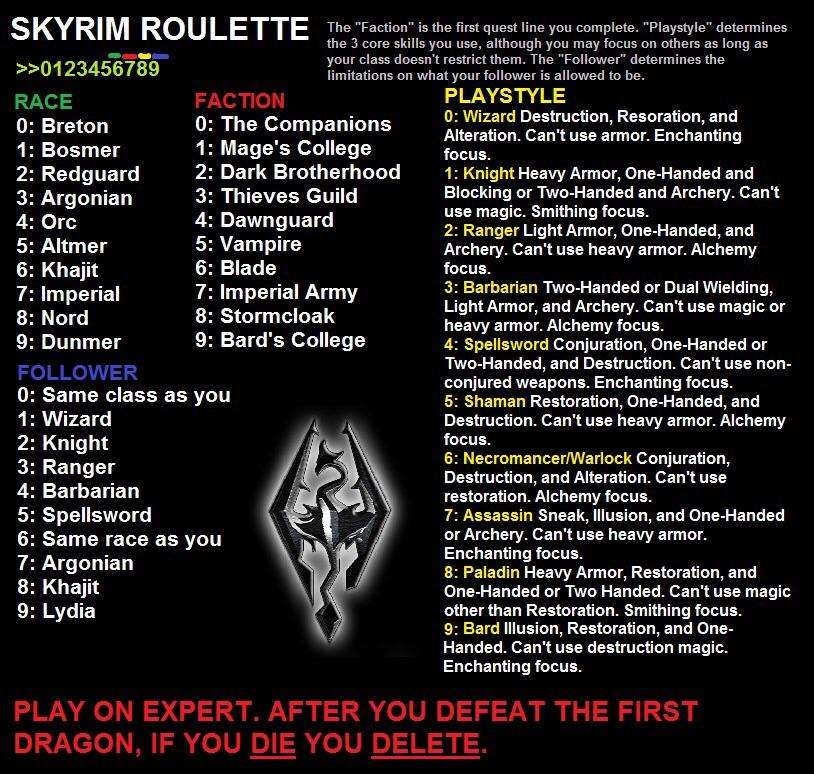 SKYRIM ROULETTE
The "Faction" is the first quest line you complete. "Playstyle" determines
the 3 core skills you use, although you may focus on others as long as
your class doesn't restrict them. The "Follower" determines the
limitations on what your follower is allowed to be.
>>0123456789
RACE
0: Breton
1: Bosmer
2: Redguard
3: Argonian
4: Orc
5: Altmer
6: Khajit
7: Imperial
8: Nord
9: Dunmer
FACTION
0: The Companions
1: Mage's College
2: Dark Brotherhood
3: Thieves Guild
4: Dawnguard
5: Vampire
6: Blade
7: Imperial Army
8: Stormcloak
9: Bard's College
FOLLOWER
0: Same class as you
1: Wizard
2: Knight
3: Ranger
4: Barbarian
5: Spellsword
6: Same race as you
7: Argonian
8: Khajit
9: Lydia
PLAYSTYLE
0: Wizard Destruction, Resoration, and
Alteration. Can't use armor. Enchanting
focus.
1: Knight Heavy Armor, One-Handed and
Blocking or Two-Handed and Archery. Can't
use magic. Smithing focus.
2: Ranger Light Armor, One-Handed, and
Archery. Can't use heavy armor. Alchemy
focus.
3: Barbarian Two-Handed or Dual Wielding,
Light Armor, and Archery. Can't use magic or
heavy armor. Alchemy focus.
4: Spellsword Conjuration, One-Handed or
Two-Handed, and Destruction. Can't use non-
conjured weapons. Enchanting focus.
5: Shaman Restoration, One-Handed, and
Destruction. Can't use heavy armor. Alchemy
focus.
6: Necromancer/Warlock Conjuration,
Destruction, and Alteration. Can't use
restoration. Alchemy focus.
7: Assassin Sneak, Illusion, and One-Handed
or Archery. Can't use heavy armor.
Enchanting focus.
8: Paladin Heavy Armor, Restoration, and
One-Handed or Two Handed. Can't use magic
other than Restoration. Smithing focus.
9: Bard Illusion, Restoration, and One-
Handed. Can't use destruction magic.
Enchanting focus.
PLAY ON EXPERT. AFTER YOU DEFEAT THE FIRST
DRAGON, IF YOU DIE YOU DELETE.